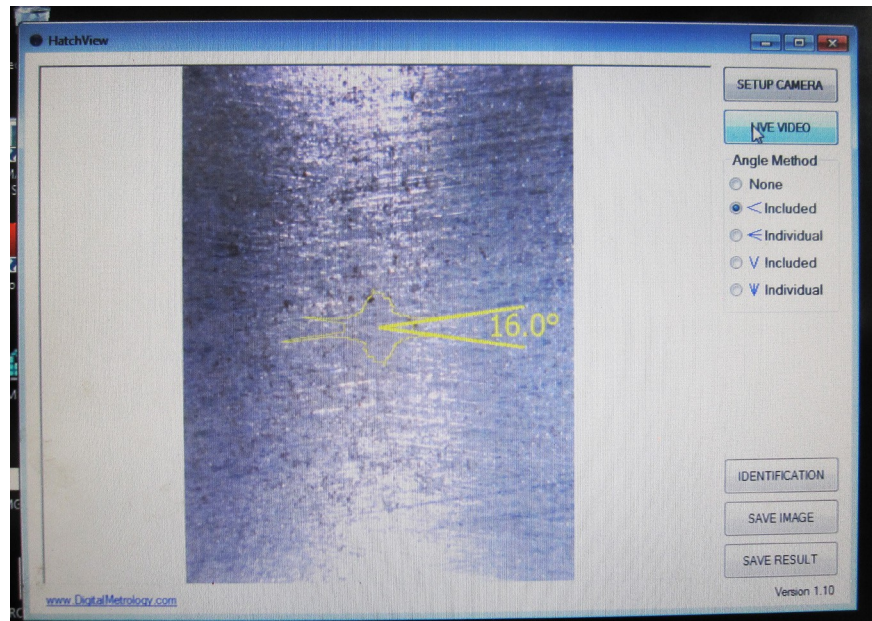 HatchView
SETUP CAMERA
LIVE VIDEO
Angle Method
None
< Included
Individual
V Included
Individual
16.0°
IDENTIFICATION
SAVE IMAGE
SAVE RESULT
www.DigitalMetrology.com
Version 1.10